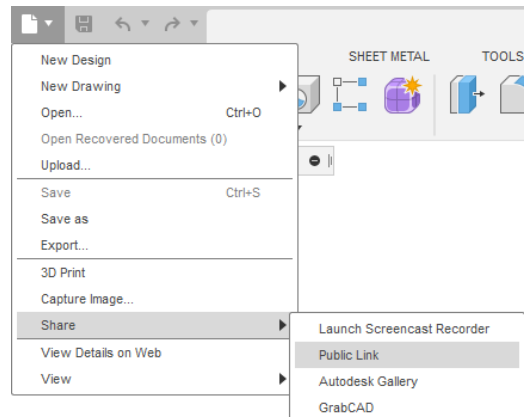 SHEET METAL
TOOLS
New Design
New Drawing
Open... Ctrl+O
Open Recovered Documents (0)
Upload...
Save Ctrl+S
Save as
Export...
3D Print
Capture Image...
Share
View Details on Web
View
Launch Screencast Recorder
Public Link
Autodesk Gallery
GrabCAD